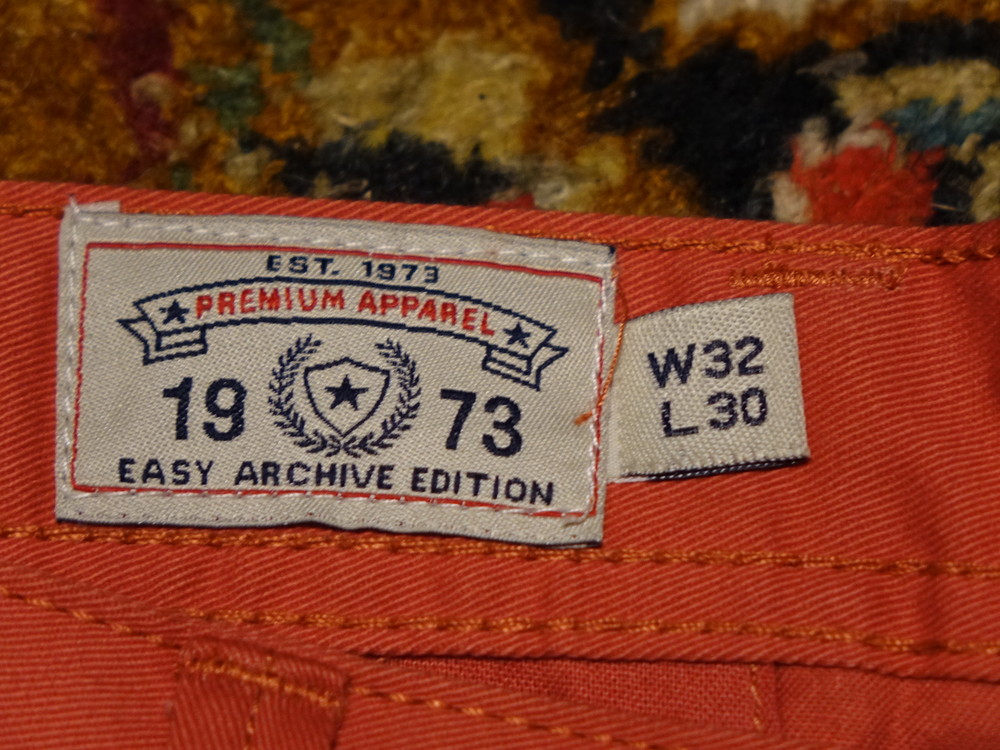 EST. 1973
PREMIUM APPAREL
19 73
EASY ARCHIVE EDITION
W32
L30